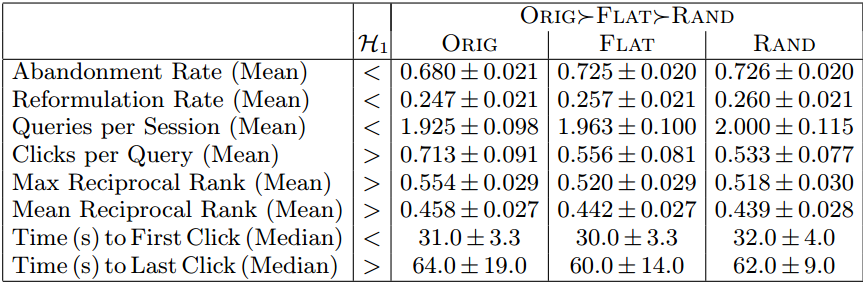 ORIG≻FLAT≻RAND
H₁ ORIG FLAT RAND
Abandonment Rate (Mean) < 0.680 ± 0.021 0.725 ± 0.020 0.726 ± 0.020
Reformulation Rate (Mean) < 0.247 ± 0.021 0.257 ± 0.021 0.260 ± 0.021
Queries per Session (Mean) < 1.925 ± 0.098 1.963 ± 0.100 2.000 ± 0.115
Clicks per Query (Mean) > 0.713 ± 0.091 0.556 ± 0.081 0.533 ± 0.077
Max Reciprocal Rank (Mean) > 0.554 ± 0.029 0.520 ± 0.029 0.518 ± 0.030
Mean Reciprocal Rank (Mean) > 0.458 ± 0.027 0.442 ± 0.027 0.439 ± 0.028
Time (s) to First Click (Median) < 31.0 ± 3.3 30.0 ± 3.3 32.0 ± 4.0
Time (s) to Last Click (Median) > 64.0 ± 19.0 60.0 ± 14.0 62.0 ± 9.0